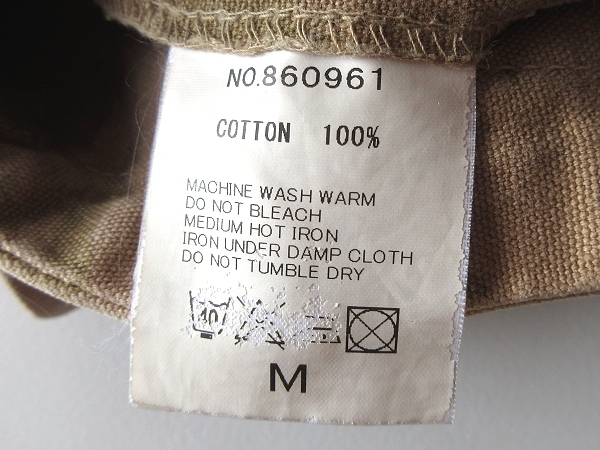 NO.860961
COTTON 100%
MACHINE WASH WARM
DO NOT BLEACH
MEDIUM HOT IRON
IRON UNDER DAMP CLOTH
DO NOT TUMBLE DRY
40
M